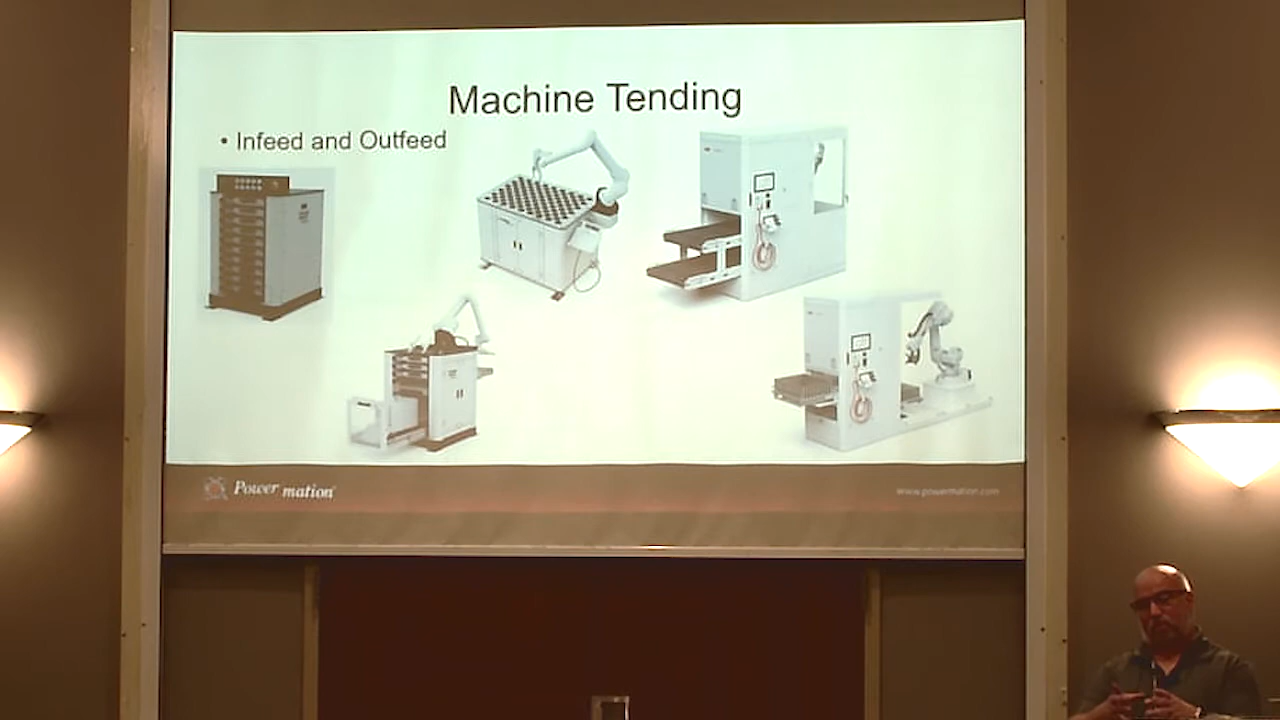 Machine Tending
• Infeed and Outfeed
Power mation
www.powermation.com